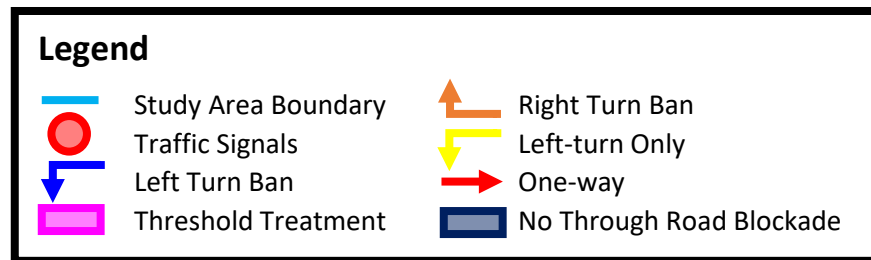 Legend
Study Area Boundary
Traffic Signals
Left Turn Ban
Threshold Treatment
Right Turn Ban
Left-turn Only
One-way
No Through Road Blockade